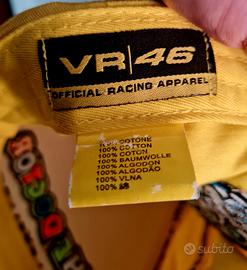 VR|46
OFFICIAL RACING APPAREL
COTONE
100% COTTON
100% COTON
100% BAUMWOLLE
100% ALGODON
100% ALGODÃO
100% VLNA
100% 綿
subito